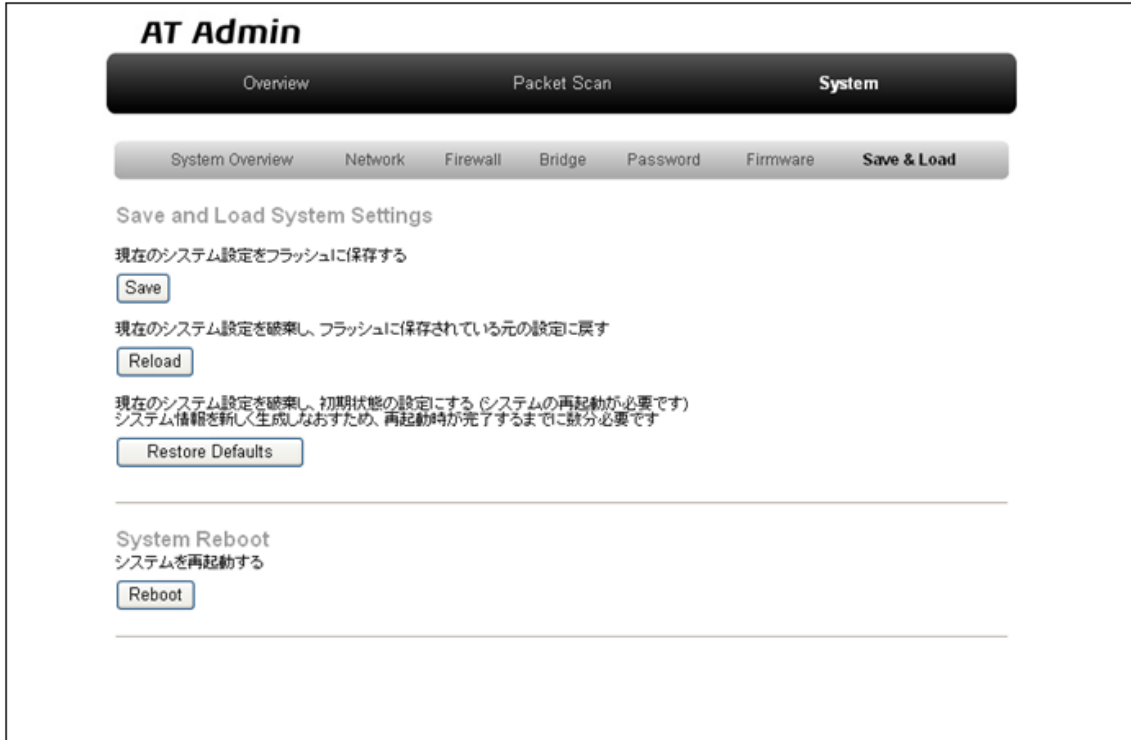 AT Admin
Overview Packet Scan System
System Overview Network Firewall Bridge Password Firmware Save & Load
Save and Load System Settings
現在のシステム設定をフラッシュに保存する
Save
現在のシステム設定を破棄し、フラッシュに保存されている元の設定に戻す
Reload
現在のシステム設定を破棄し、初期状態の設定にする (システムの再起動が必要です)
システム情報を新しく生成しなおすため、再起動時が完了するまでに数分必要です
Restore Defaults
System Reboot
システムを再起動する
Reboot